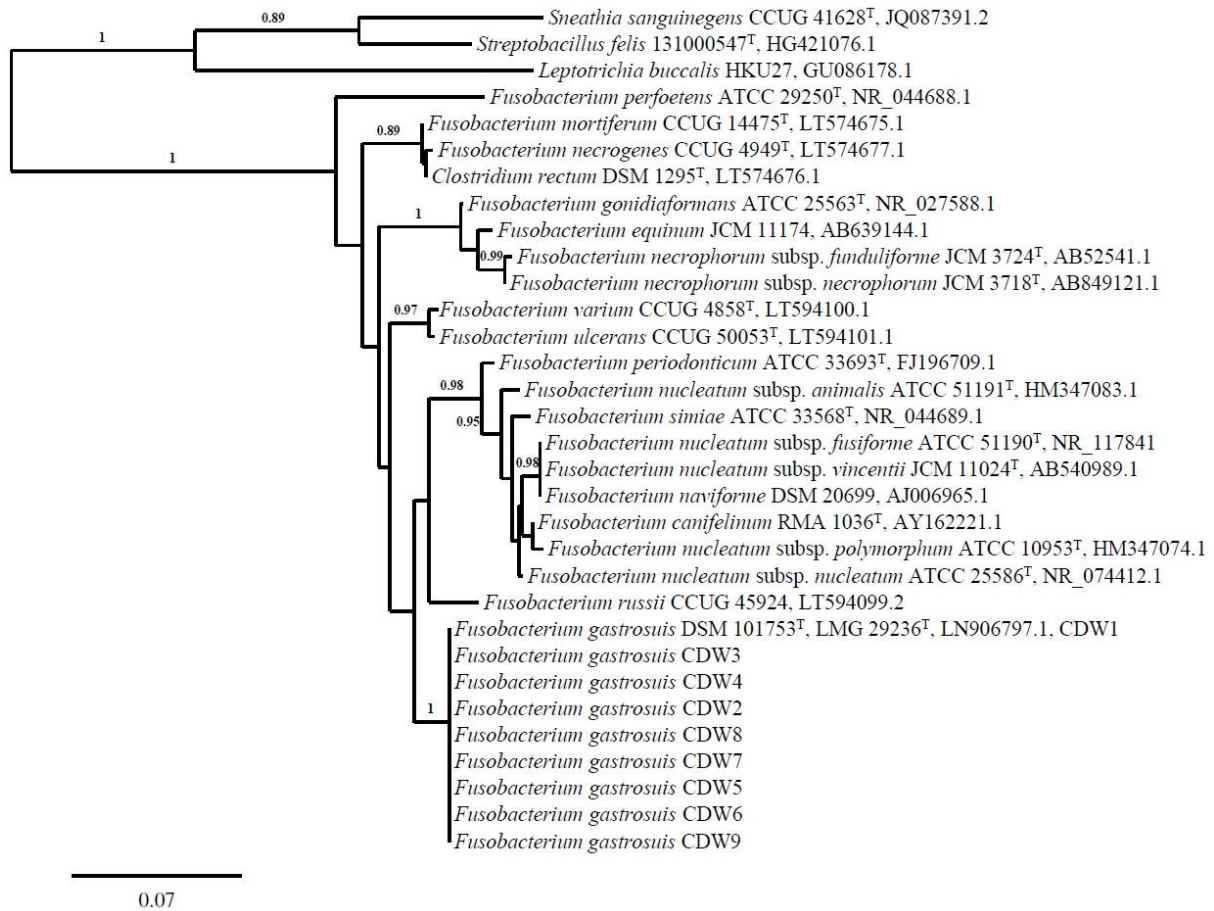 0.89
Sneathia sanguinegens CCUG 41628T, JQ087391.2
1
Streptobacillus felis 131000547T, HG421076.1
Leptotrichia buccalis HKU27, GU086178.1
Fusobacterium perfoetens ATCC 29250T, NR_044688.1
0.89
Fusobacterium mortiferum CCUG 14475T, LT574675.1
1
Fusobacterium necrogenes CCUG 4949T, LT574677.1
Clostridium rectum DSM 1295T, LT574676.1
1
Fusobacterium gonidiaformans ATCC 25563T, NR_027588.1
Fusobacterium equinum JCM 11174, AB639144.1
0.99
Fusobacterium necrophorum subsp. funduliforme JCM 3724T, AB52541.1
Fusobacterium necrophorum subsp. necrophorum JCM 3718T, AB849121.1
0.97
Fusobacterium varium CCUG 4858T, LT594100.1
Fusobacterium ulcerans CCUG 50053T, LT594101.1
Fusobacterium periodonticum ATCC 33693T, FJ196709.1
0.98
Fusobacterium nucleatum subsp. animalis ATCC 51191T, HM347083.1
0.95
Fusobacterium simiae ATCC 33568T, NR_044689.1
Fusobacterium nucleatum subsp. fusiforme ATCC 51190T, NR_117841
0.98
Fusobacterium nucleatum subsp. vincentii JCM 11024T, AB540989.1
Fusobacterium naviforme DSM 20699, AJ006965.1
Fusobacterium canifelinum RMA 1036T, AY162221.1
Fusobacterium nucleatum subsp. polymorphum ATCC 10953T, HM347074.1
Fusobacterium nucleatum subsp. nucleatum ATCC 25586T, NR_074412.1
Fusobacterium russii CCUG 45924, LT594099.2
Fusobacterium gastrosuis DSM 101753T, LMG 29236T, LN906797.1, CDW1
Fusobacterium gastrosuis CDW3
Fusobacterium gastrosuis CDW4
Fusobacterium gastrosuis CDW2
1
Fusobacterium gastrosuis CDW8
Fusobacterium gastrosuis CDW7
Fusobacterium gastrosuis CDW5
Fusobacterium gastrosuis CDW6
Fusobacterium gastrosuis CDW9
0.07